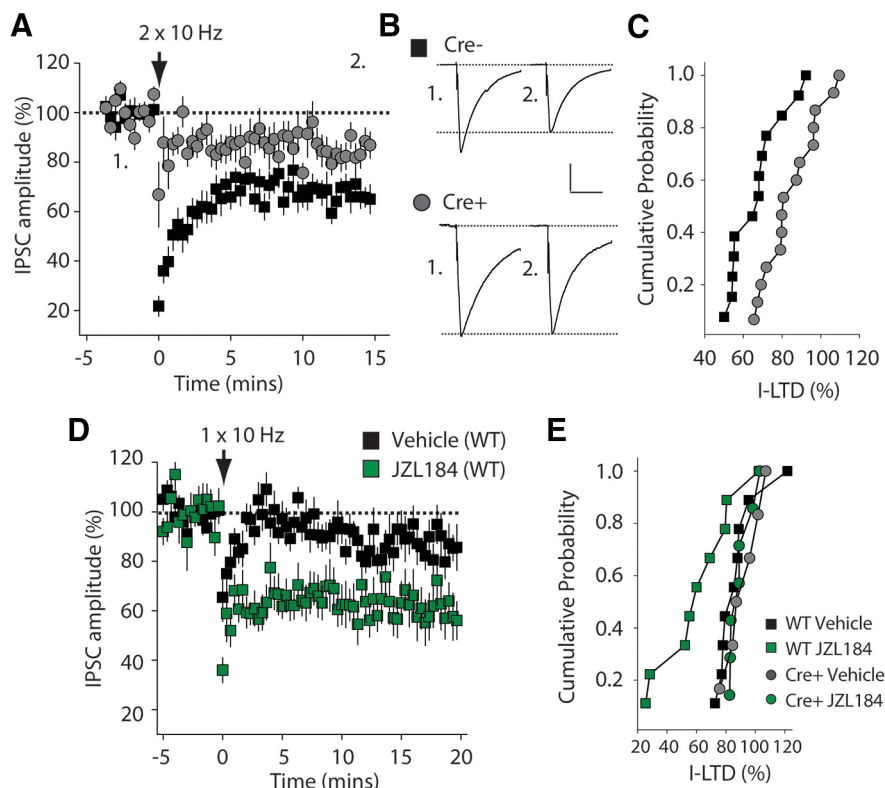 A
2 x 10 Hz
2.
1.
IPSC amplitude (%)
120
100
80
60
40
20
-5
0
5
10
15
Time (mins)
B
Cre-
1.
2.
Cre+
1.
2.
C
Cumulative Probability
1.0
0.8
0.6
0.4
0.2
40
60
80
100
120
I-LTD (%)
D
1 x 10 Hz
Vehicle (WT)
JZL184 (WT)
IPSC amplitude (%)
120
100
80
60
40
20
-5
0
5
10
15
20
Time (mins)
E
Cumulative Probability
1.0
0.8
0.6
0.4
0.2
WT Vehicle
WT JZL184
Cre+ Vehicle
Cre+ JZL184
20
40
60
80
100
120
I-LTD (%)